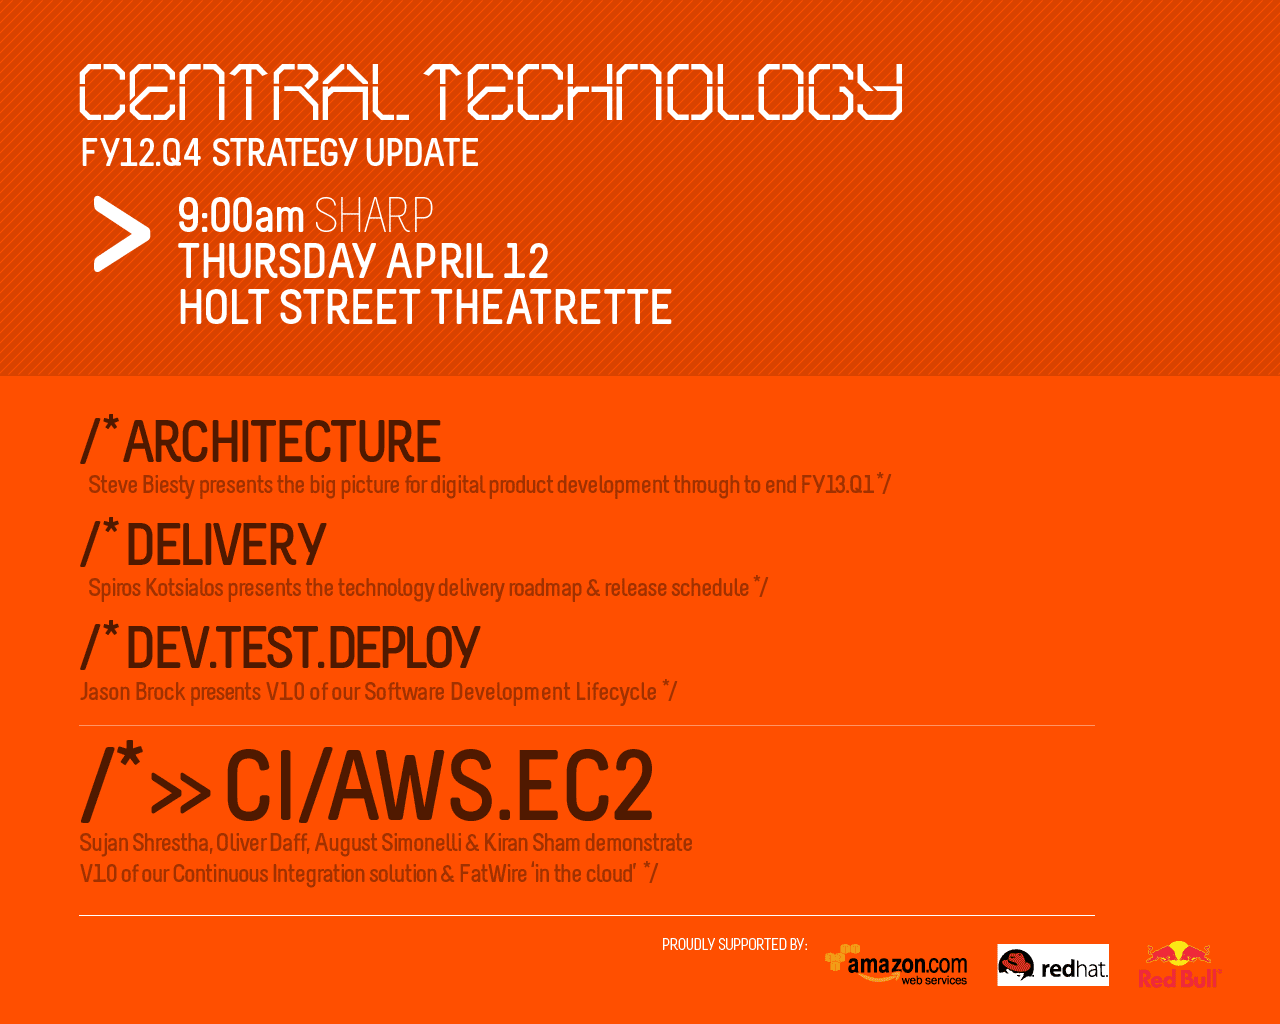 CENTRAL TECHNOLOGY
FY12.Q4 STRATEGY UPDATE
> 9:00am SHARP
THURSDAY APRIL 12
HOLT STREET THEATRETTE
/* ARCHITECTURE
Steve Biesty presents the big picture for digital product development through to end FY13.Q1 */
/* DELIVERY
Spiros Kotsialos presents the technology delivery roadmap & release schedule */
/* DEV.TEST.DEPLOY
Jason Brock presents V1.0 of our Software Development Lifecycle */
/* >> CI/AWS.EC2
Sujan Shrestha, Oliver Daff, August Simonelli & Kiran Sham demonstrate
V1.0 of our Continuous Integration solution & FatWire 'in the cloud' */
PROUDLY SUPPORTED BY:
amazon.com
web services
redhat.
Red Bull